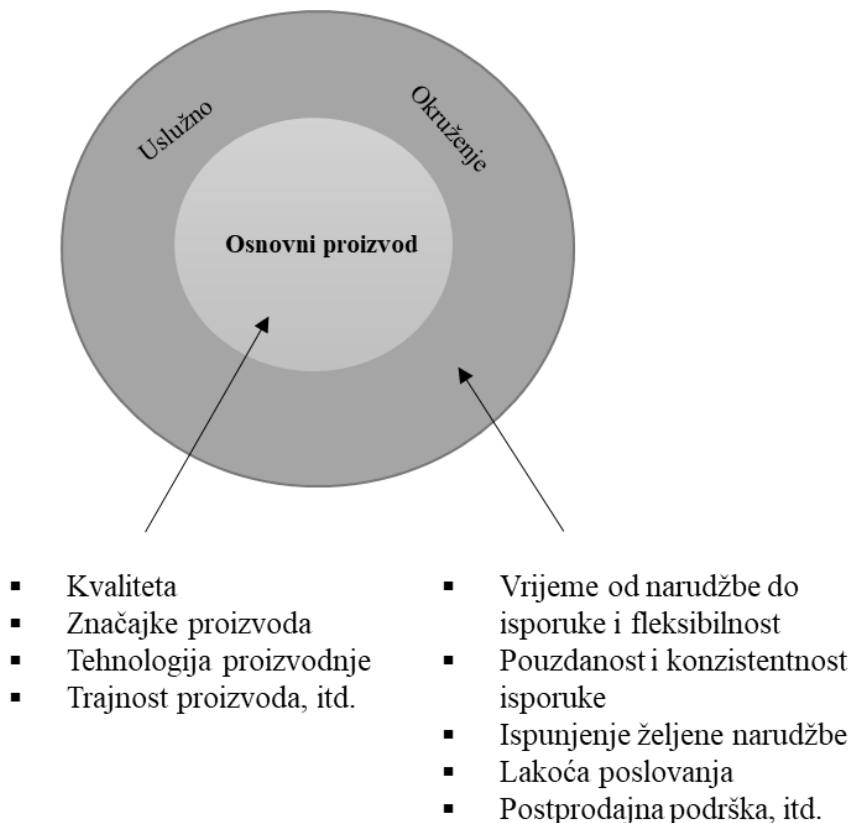 Uslužno
Okruženje
Osnovni proizvod
▪ Kvaliteta
▪ Značajke proizvoda
▪ Tehnologija proizvodnje
▪ Trajnost proizvoda, itd.
▪ Vrijeme od narudžbe do
isporuke i fleksibilnost
▪ Pouzdanost i konzistentnost
isporuke
▪ Ispunjenje željene narudžbe
▪ Lakoća poslovanja
▪ Postprodajna podrška, itd.